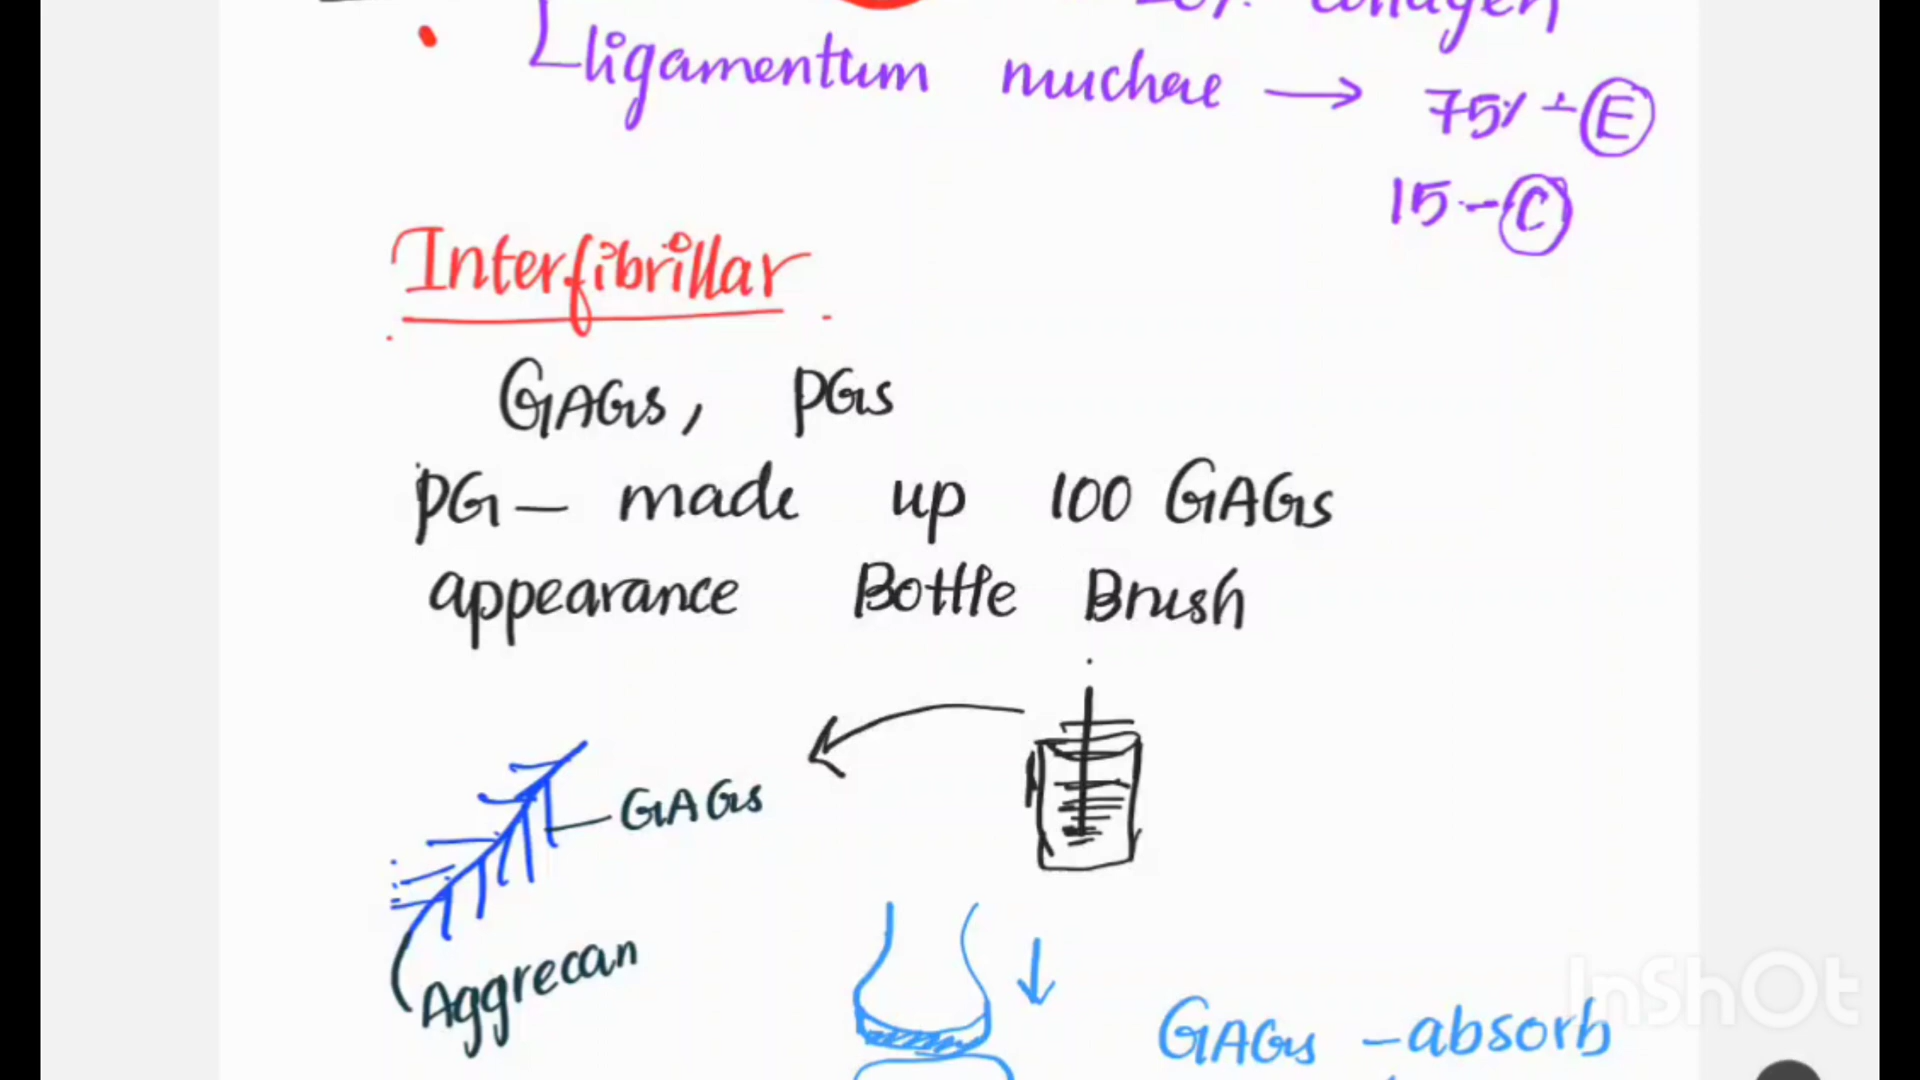 collagen
ligamentum nuchae → 75% - E
15 - C
Interfibrillar
GAGs, PGs
PG - made up 100 GAGs
appearance Bottle Brush
GAGs
Aggrecan
GAGs - absorb
InShOt